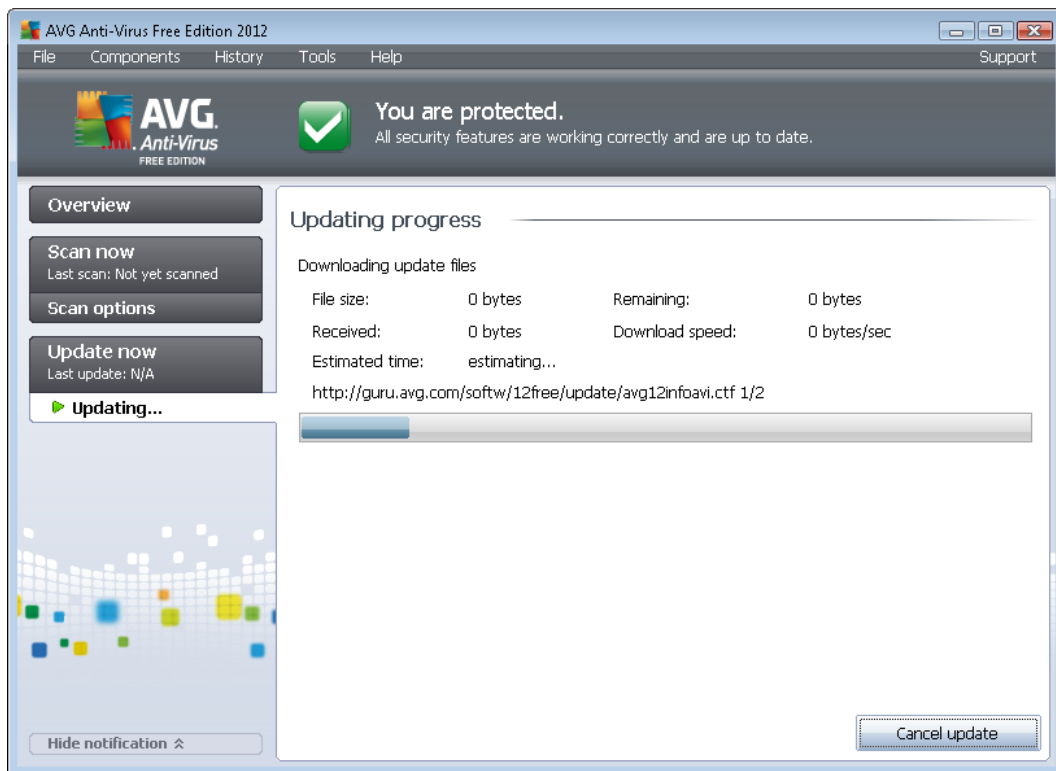 AVG Anti-Virus Free Edition 2012
File Components History Tools Help Support
AVG.
Anti-Virus
FREE EDITION
You are protected.
All security features are working correctly and are up to date.
Overview
Scan now
Last scan: Not yet scanned
Scan options
Update now
Last update: N/A
Updating...
Updating progress
Downloading update files
File size: 0 bytes Remaining: 0 bytes
Received: 0 bytes Download speed: 0 bytes/sec
Estimated time: estimating...
http://guru.avg.com/softw/12free/update/avg12infoavi.ctf 1/2
Hide notification
Cancel update